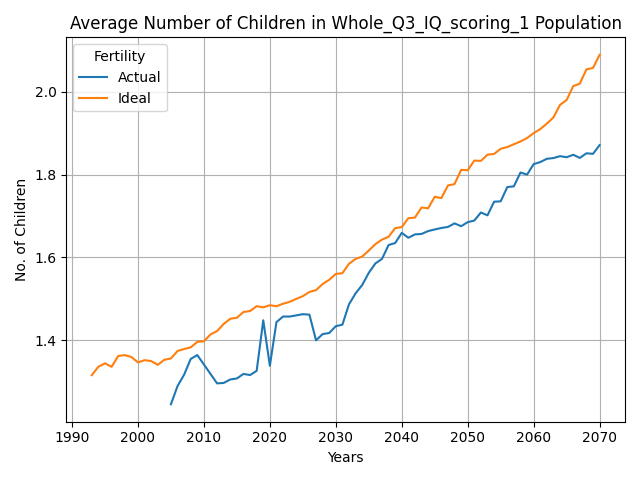 Average Number of Children in Whole_Q3_IQ_scoring_1 Population
Fertility
Actual
Ideal
No. of Children
2.0
1.8
1.6
1.4
1990 2000 2010 2020 2030 2040 2050 2060 2070
Years